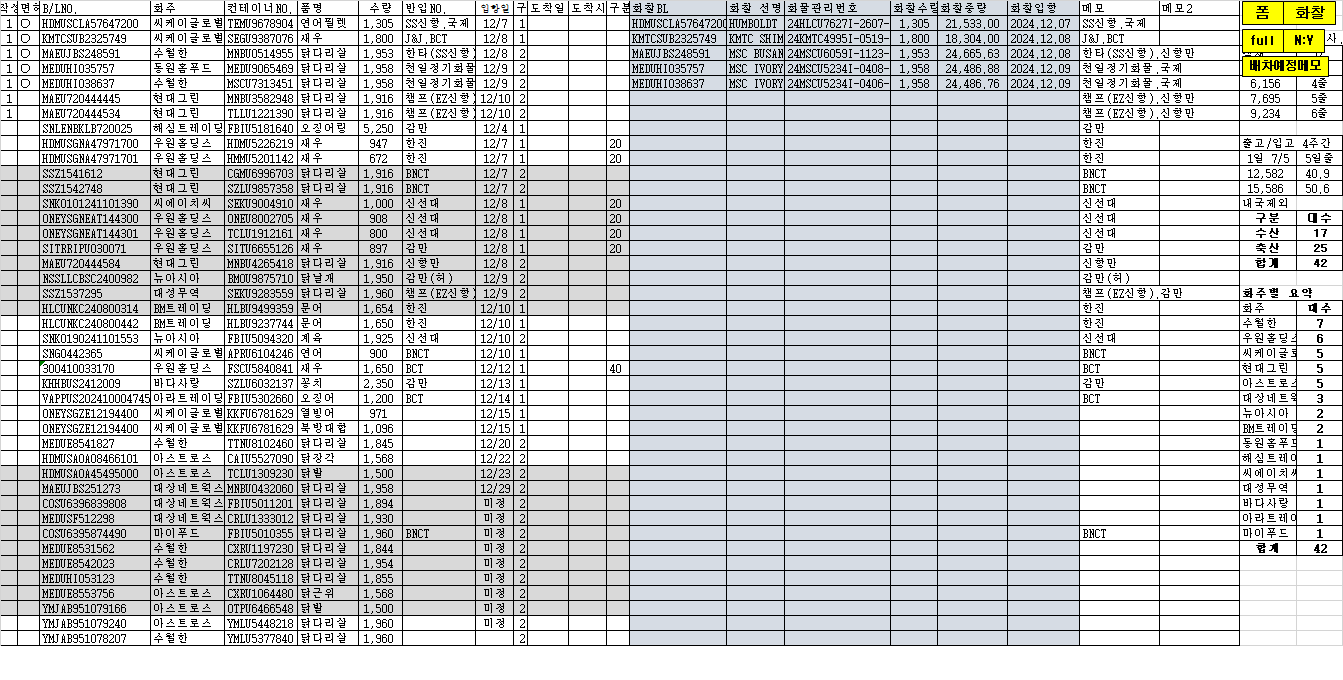 작성 면허 B/LNO. 화주 컨테이너NO. 품명 수량 반입NO. 입항일 구 도착일 도착시 구분 화찰BL 화찰 선명 화물관리번호 화찰수량 화찰중량 화찰입항 메모 메모2 폼 화찰
1 O HDMUSCLA57647200 씨케이글로벌 TEMU9678904 연어필렛 1,305 SS신항.국제 12/7 1 HDMUSCLA57647200 HUMBOLDT 24HLCU7627I-2607- 1,305 21,533.00 2024.12.07 SS신항.국제
1 O KMTCSUB2325749 씨케이글로벌 SEGU9387076 새우 1,800 J&J.BCT 12/8 1 KMTCSUB2325749 KMTC SHIM 24KMTC4995I-0519- 1,800 18,304.00 2024.12.08 J&J.BCT full N:Y
1 O MAEUJBS248591 수월한 MNBU0514955 닭다리살 1,953 한타(SS신항) 12/8 2 MAEUJBS248591 MSC BUSAN 24MSCU6059I-1123- 1,953 24,665.63 2024.12.08 한타(SS신항).신항만
1 O MEDUHI035757 동원홈푸드 MEDU9065469 닭다리살 1,958 천일정기화물 12/9 2 MEDUHI035757 MSC IVORY 24MSCU5234I-0408- 1,958 24,486.88 2024.12.09 천일정기화물.국제 배차예정메모
1 O MEDUHI038637 수월한 MSCU7313451 닭다리살 1,958 천일정기화물 12/9 2 MEDUHI038637 MSC IVORY 24MSCU5234I-0406- 1,958 24,486.76 2024.12.09 천일정기화물.국제 6,156 4줄
1 MAEU720444445 현대그린 MNBU3582948 닭다리살 1,916 챔프(EZ신항) 12/10 2 챔프(EZ신항).신항만 7,695 5줄
1 MAEU720444534 현대그린 TLLU1221390 닭다리살 1,916 챔프(EZ신항) 12/10 2 챔프(EZ신항).신항만 9,234 6줄
SNLENBKLB720025 해심트레이딩 FBIU5181640 오징어링 5,250 감만 12/4 1 감만
HDMUSGNA47971700 우원홀딩스 HDMU5226219 새우 947 한진 12/7 1 20 한진 출고/입고 4주간
HDMUSGNA47971701 우원홀딩스 HMMU5201142 새우 672 한진 12/7 1 20 한진 1일 7/5 5일줄
SSZ1541612 현대그린 CGMU6996703 닭다리살 1,916 BNCT 12/7 2 BNCT 12,582 40.9
SSZ1542748 현대그린 SZLU9857358 닭다리살 1,916 BNCT 12/7 2 BNCT 15,586 50.6
SNKO101241101390 씨에이치씨 SEKU9004910 새우 1,000 신선대 12/8 1 20 신선대 내국제외
ONEYSGNEAT144300 우원홀딩스 ONEU8002705 새우 908 신선대 12/8 1 20 신선대 구분 대수
ONEYSGNEAT144301 우원홀딩스 TCLU1912161 새우 800 신선대 12/8 1 20 신선대 수산 17
SITRRIPU030071 우원홀딩스 SITU6655126 새우 897 감만 12/8 1 20 감만 축산 25
MAEU720444584 현대그린 MNBU4265418 닭다리살 1,916 신항만 12/8 2 신항만 합계 42
NSSLLCBSC2400982 뉴아시아 BMOU9875710 닭날개 1,950 감만(허) 12/9 2 감만(허)
SSZ1537295 대성무역 SEKU9283559 닭다리살 1,960 챔프(EZ신항) 12/9 2 챔프(EZ신항).감만 화주별 요약
HLCUNKC240800314 BM트레이딩 HLBU9499359 문어 1,654 한진 12/10 1 한진 화주 대수
HLCUNKC240800442 BM트레이딩 HLBU9237744 문어 1,650 한진 12/10 1 한진 수월한 7
SNKO190241101553 뉴아시아 FBIU5094320 계육 1,925 신선대 12/10 2 신선대 우원홀딩스 6
SNGO442365 씨케이글로벌 APRU6104246 연어 900 BNCT 12/10 1 BNCT 씨케이글로 5
300410033170 우원홀딩스 FSCU5840841 새우 1,650 BCT 12/12 1 40 BCT 현대그린 5
KHHBUS2412009 바다사랑 SZLU6032137 꽁치 2,350 감만 12/13 1 감만 아스트로스 5
VAPPUS202410004745 아라트레이딩 FBIU5302660 오징어 1,200 BCT 12/14 1 BCT 대상네트웍 3
ONEYSGZE12194400 씨케이글로벌 KKFU6781629 열빙어 971 12/15 1 뉴아시아 2
ONEYSGZE12194400 씨케이글로벌 KKFU6781629 북방대합 1,096 12/15 1 BM트레이딩 2
MEDUE8541827 수월한 TTNU8102460 닭다리살 1,845 12/20 2 동원홈푸드 1
HDMUSAOA08466101 아스트로스 CAIU5527090 닭장각 1,568 12/22 2 해심트레이 1
HDMUSAOA45495000 아스트로스 TCLU1309230 닭발 1,500 12/23 2 씨에이치씨 1
MAEUJBS251273 대상네트웍스 MNBU0432060 닭다리살 1,958 12/29 2 대성무역 1
COSU6396839808 대상네트웍스 FBIU5011201 닭다리살 1,894 미정 2 바다사랑 1
MEDUSF512298 대상네트웍스 CRLU1333012 닭다리살 1,930 미정 2 아라트레이 1
COSU6395874490 마이푸드 FBIU5010355 닭다리살 1,960 BNCT 미정 2 BNCT 마이푸드 1
MEDUE8531562 수월한 CXRU1197230 닭다리살 1,844 미정 2 합계 42
MEDUE8542023 수월한 CRLU7202128 닭다리살 1,954 미정 2
MEDUHI053123 수월한 TTNU8045118 닭다리살 1,855 미정 2
MEDUE8553756 아스트로스 CXRU1064480 닭근위 1,568 미정 2
YMJAB951079166 아스트로스 OTPU6466548 닭발 1,500 미정 2
YMJAB951079240 아스트로스 YMLU5448218 닭다리살 1,960 미정 2
YMJAB951078207 수월한 YMLU5377840 닭다리살 1,960 2